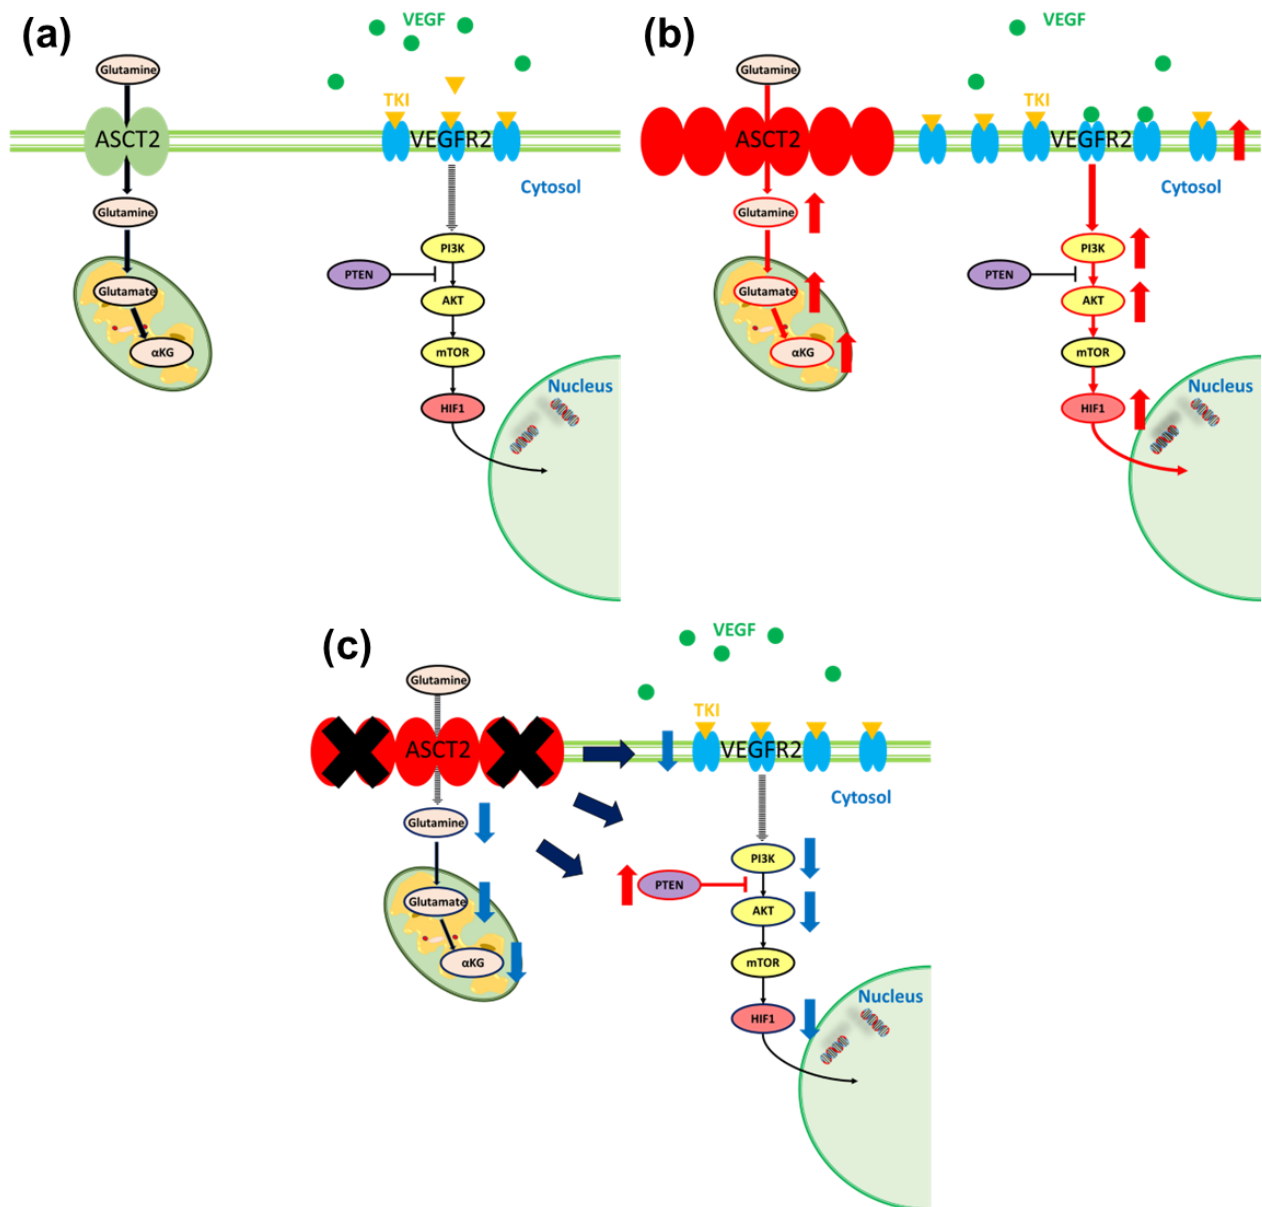 (a)
VEGF
Glutamine
TKI
ASCT2
VEGFR2
Cytosol
Glutamine
PI3K
PTEN
Glutamate
AKT
αKG
mTOR
Nucleus
HIF1
(b)
VEGF
Glutamine
TKI
ASCT2
VEGFR2
Cytosol
Glutamine
PI3K
PTEN
Glutamate
AKT
αKG
mTOR
Nucleus
HIF1
(c)
VEGF
Glutamine
TKI
ASCT2
VEGFR2
Cytosol
Glutamine
PI3K
PTEN
Glutamate
AKT
αKG
mTOR
Nucleus
HIF1